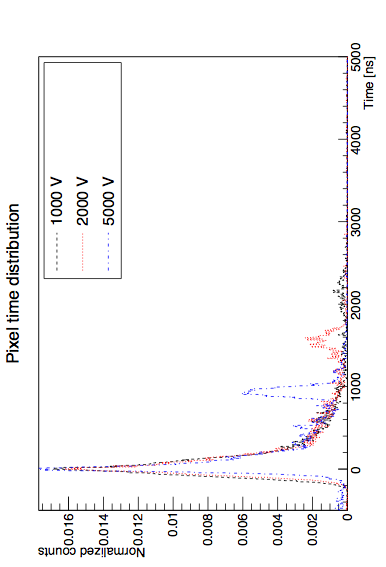 Pixel time distribution
Normalized counts
0.016
0.014
0.012
0.01
0.008
0.006
0.004
0.002
0
1000 V
2000 V
5000 V
0
1000
2000
3000
4000
5000
Time [ns]